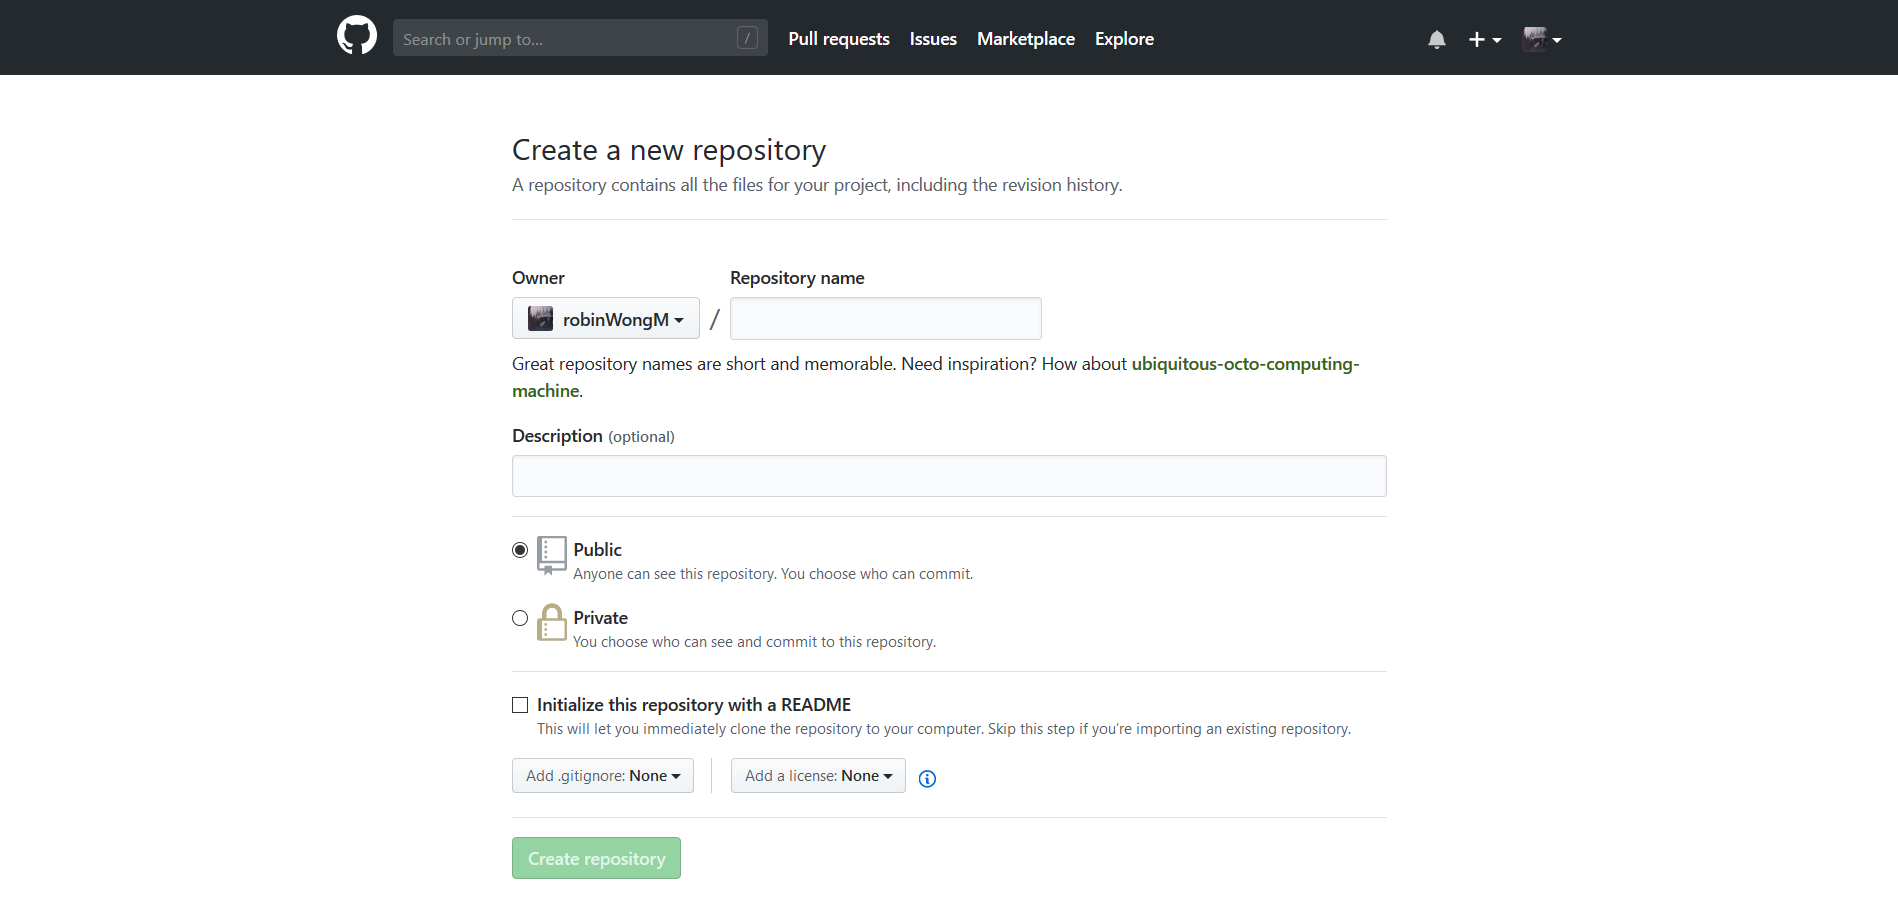 Search or jump to... /
Pull requests Issues Marketplace Explore
Create a new repository
A repository contains all the files for your project, including the revision history.
Owner Repository name
robinWongM /
Great repository names are short and memorable. Need inspiration? How about ubiquitous-octo-computing-
machine.
Description (optional)
Public
Anyone can see this repository. You choose who can commit.
Private
You choose who can see and commit to this repository.
Initialize this repository with a README
This will let you immediately clone the repository to your computer. Skip this step if you’re importing an existing repository.
Add .gitignore: None Add a license: None
Create repository